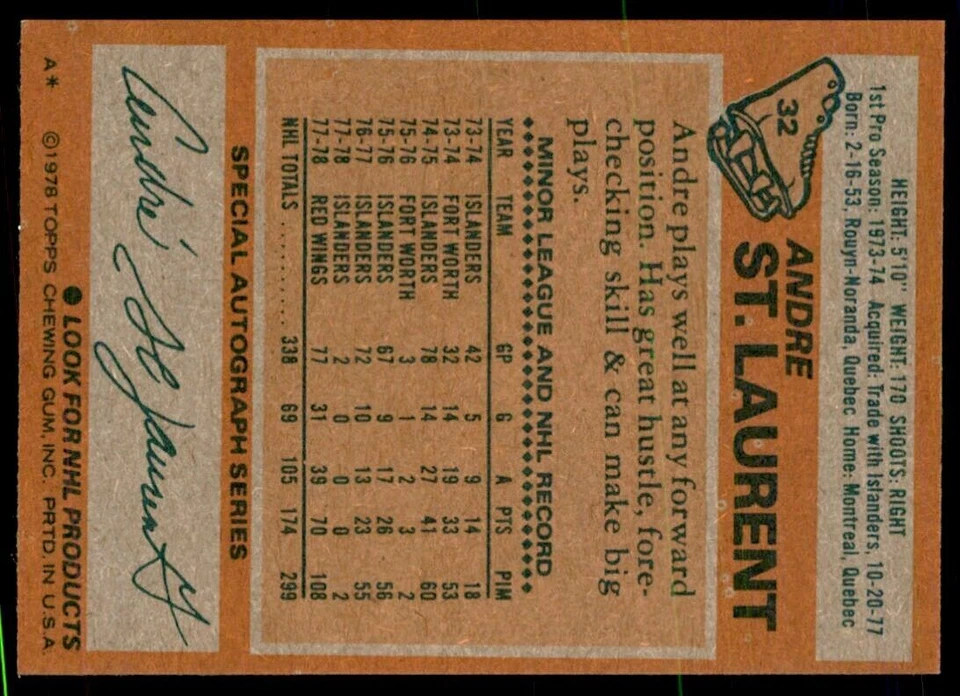 HEIGHT: 5'10" WEIGHT: 170 SHOOTS: RIGHT
1st Pro Season: 1973-74 Acquired: Trade with Islanders, 10-20-77
Born: 2-16-53, Rouyn-Noranda, Quebec Home: Montreal, Quebec
32
ANDRE
ST. LAURENT
Andre plays well at any forward
position. Has great hustle, fore-
checking skill & can make big
plays.
MINOR LEAGUE AND NHL RECORD
YEAR TEAM GP G A PTS PIM
73-74 ISLANDERS 42 5 9 14 18
73-74 FORT WORTH 32 14 19 33 53
74-75 ISLANDERS 78 14 27 41 60
75-76 FORT WORTH 3 1 2 3 2
75-76 ISLANDERS 67 9 17 26 56
76-77 ISLANDERS 72 10 13 23 55
77-78 ISLANDERS 2 0 0 0 2
77-78 RED WINGS 77 31 39 70 108
NHL TOTALS ........... 338 69 105 174 299
SPECIAL AUTOGRAPH SERIES
André St Laurent
● LOOK FOR NHL PRODUCTS
A* ©1978 TOPPS CHEWING GUM, INC. PRTD. IN U.S.A.